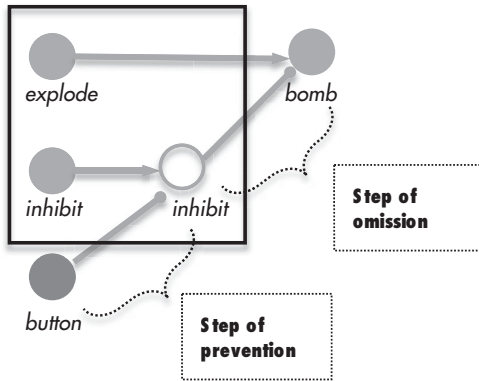 explode
bomb
inhibit
inhibit
Step of
omission
button
Step of
prevention